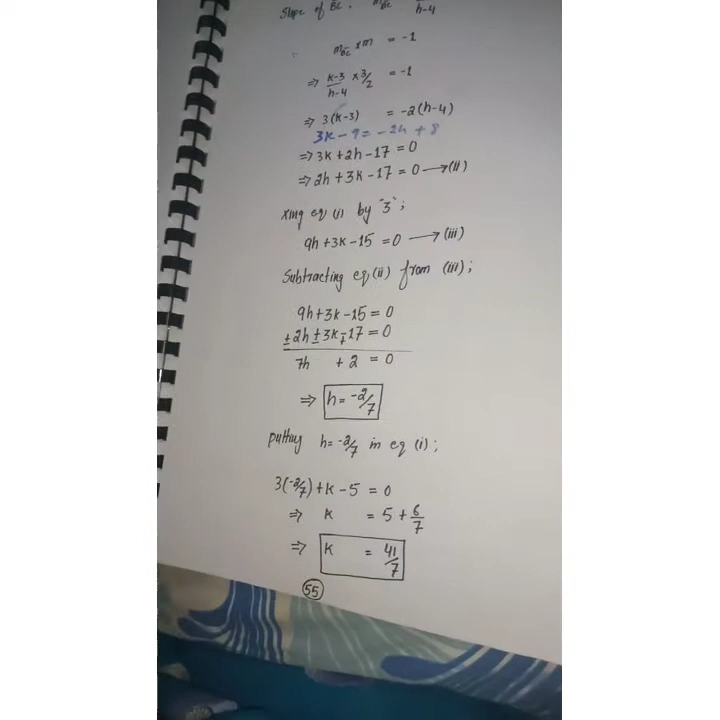 Slope of BC. m_BC h-4
m_BC × m = -1
⇒ k-3/h-4 × 3/2 = -1
⇒ 3(k-3) = -2(h-4)
3k - 9 = -2h + 8
⇒ 3k + 2h - 17 = 0
⇒ 2h + 3k - 17 = 0 → (ii)
xing eq (i) by "3";
9h + 3k - 15 = 0 → (iii)
Subtracting eq (ii) from (iii);
9h + 3k - 15 = 0
± 2h ± 3k ∓ 17 = 0
7h + 2 = 0
⇒ h = -2/7
putting h = -2/7 in eq (i);
3(-2/7) + k - 5 = 0
⇒ k = 5 + 6/7
⇒ k = 41/7
55